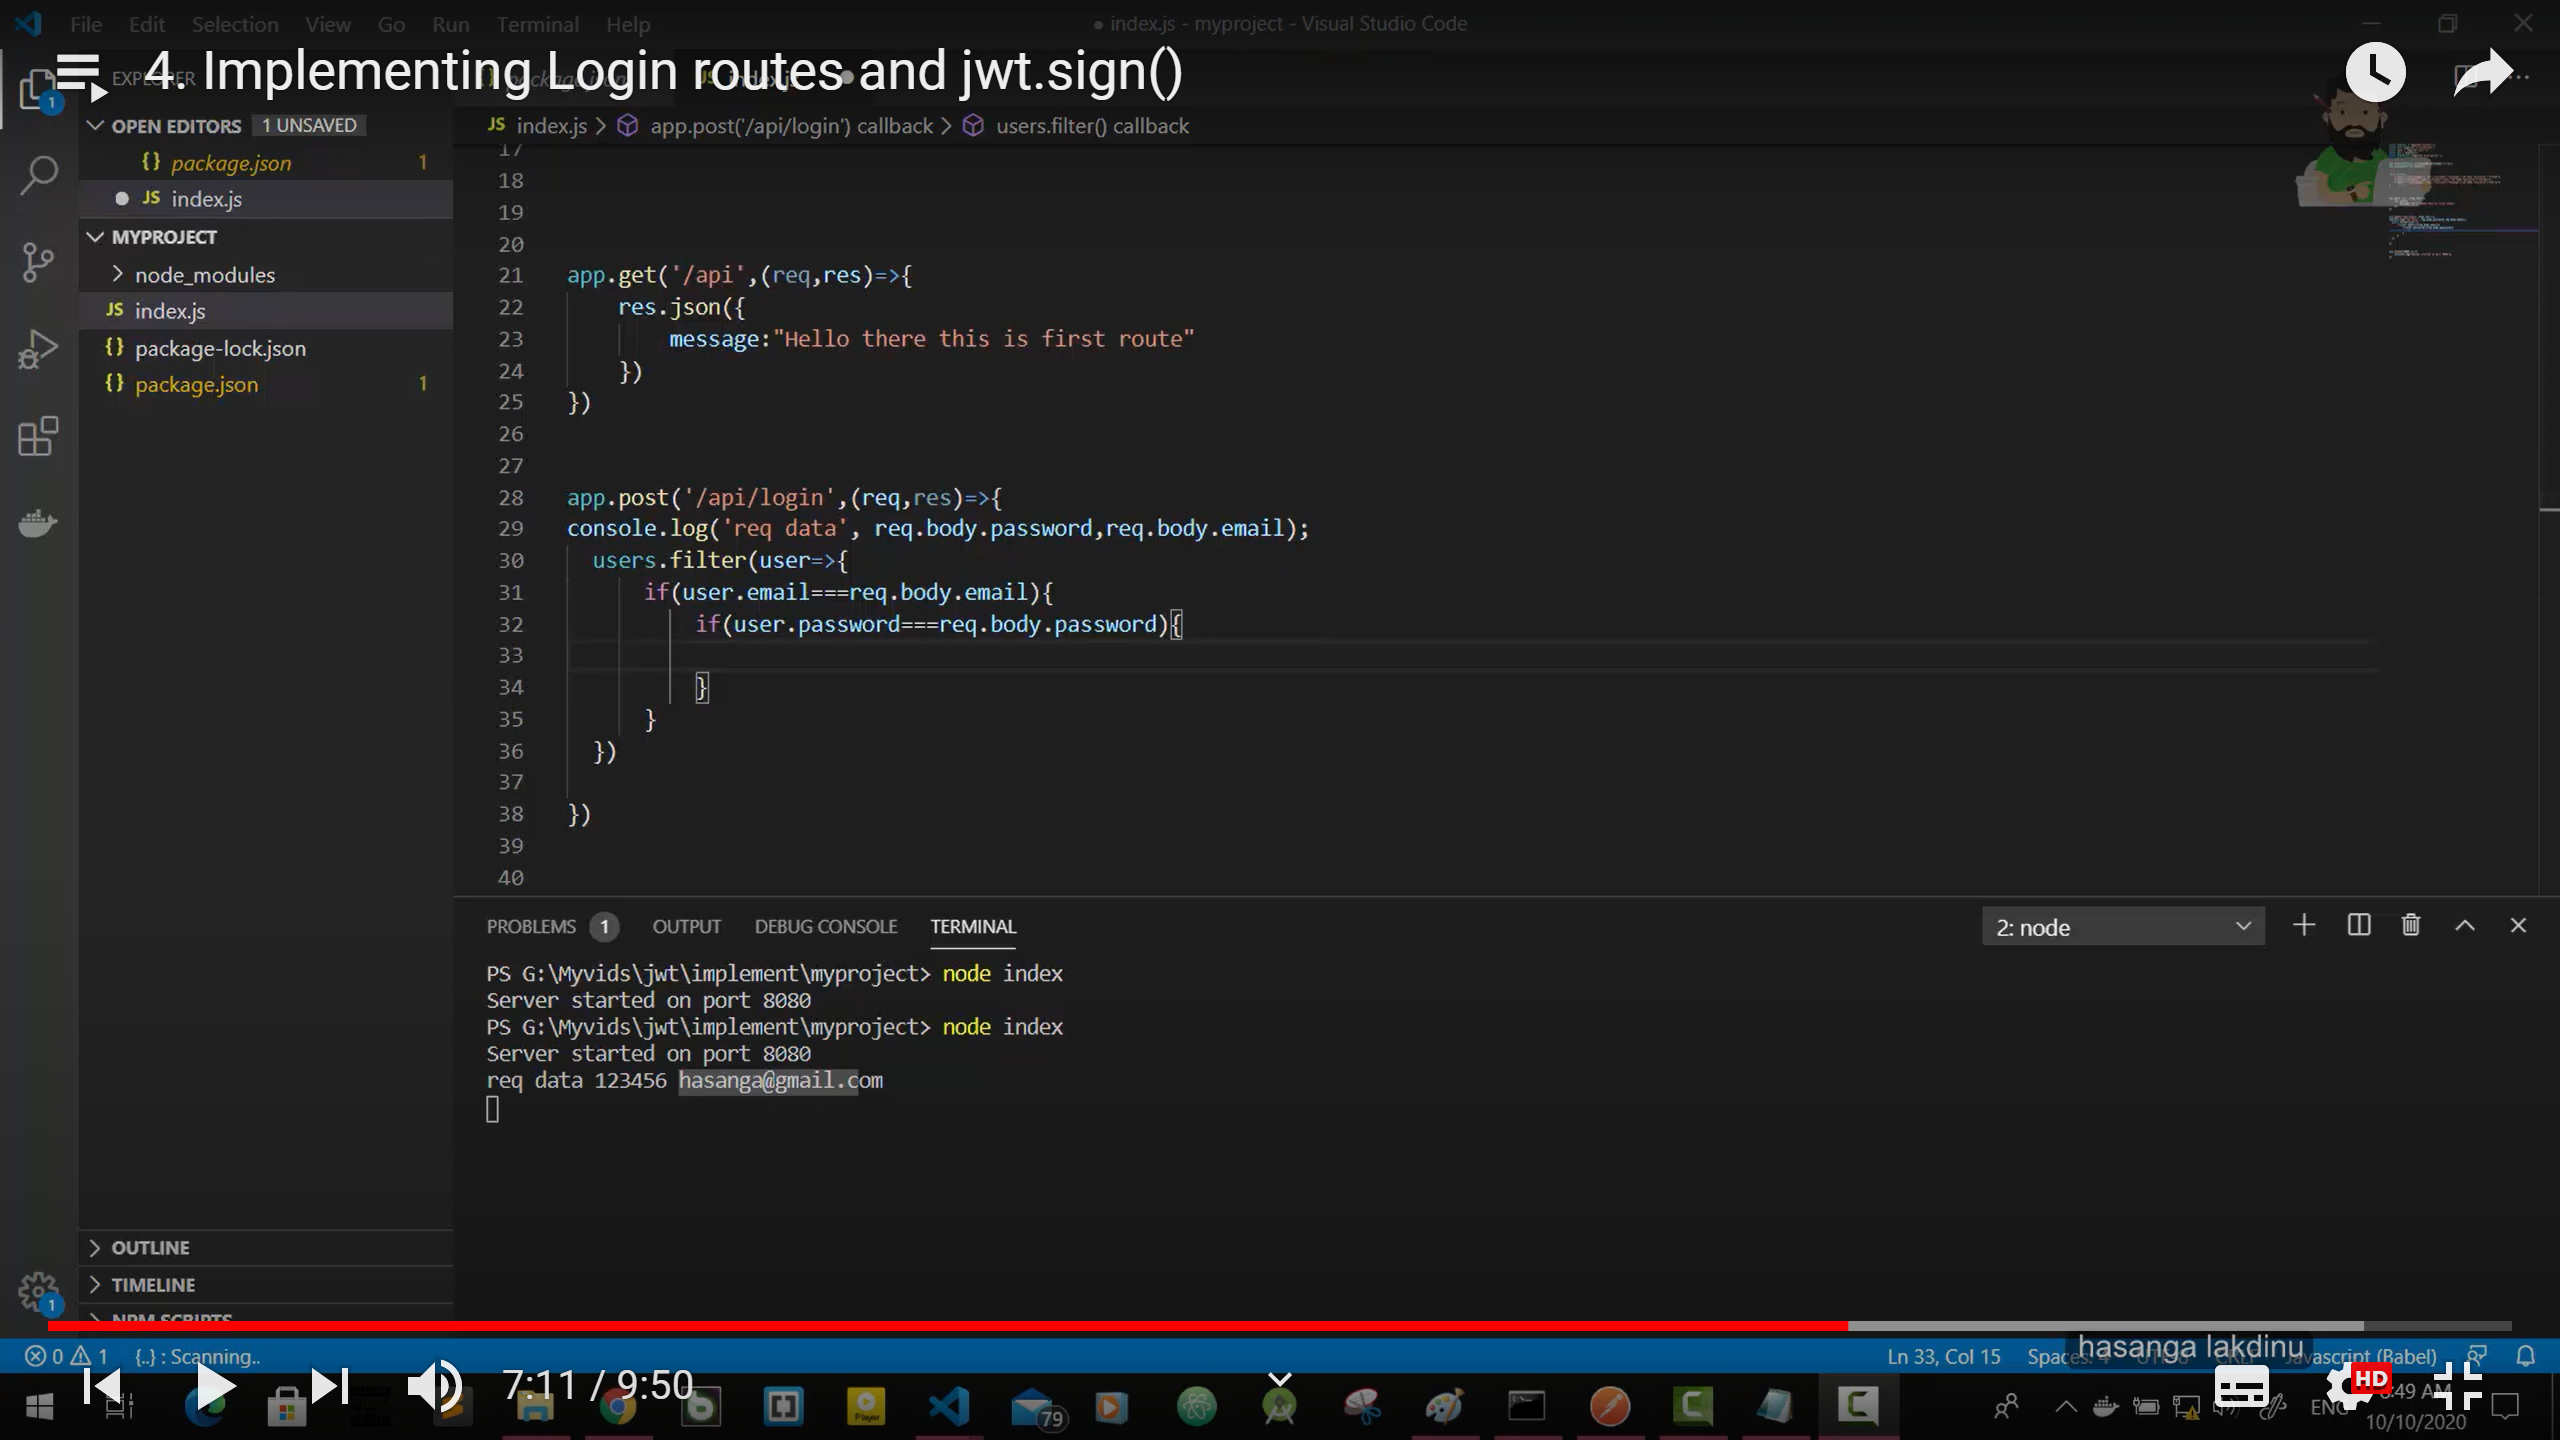 File Edit Selection View Go Run Terminal Help
● index.js - myproject - Visual Studio Code
4. Implementing Login routes and jwt.sign()
EXPLORER
OPEN EDITORS 1 UNSAVED
{} package.json 1
JS index.js
MYPROJECT
node_modules
JS index.js
{} package-lock.json
{} package.json 1
OUTLINE
TIMELINE
NPM SCRIPTS
JS index.js > app.post('/api/login') callback > users.filter() callback
17
18
19
20
21 app.get('/api',(req,res)=>{
22 res.json({
23 message:"Hello there this is first route"
24 })
25 })
26
27
28 app.post('/api/login',(req,res)=>{
29 console.log('req data', req.body.password,req.body.email);
30 users.filter(user=>{
31 if(user.email===req.body.email){
32 if(user.password===req.body.password){
33
34 }
35 }
36 })
37
38 })
39
40
PROBLEMS 1 OUTPUT DEBUG CONSOLE TERMINAL
2: node
PS G:\Myvids\jwt\implement\myproject> node index
Server started on port 8080
PS G:\Myvids\jwt\implement\myproject> node index
Server started on port 8080
req data 123456 hasanga@gmail.com
hasanga lakdinu
0 1 {..} : Scanning.. Ln 33, Col 15 Javascript (Babel)
7:11 / 9:50
HD
Player
79
10/10/2020